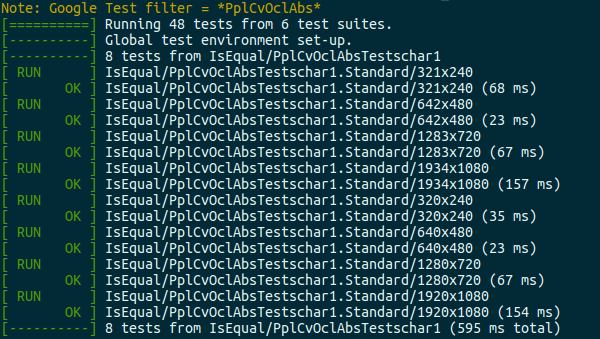 Note: Google Test filter = *PplCvOclAbs*
[==========] Running 48 tests from 6 test suites.
[----------] Global test environment set-up.
[----------] 8 tests from IsEqual/PplCvOclAbsTestschar1
[ RUN      ] IsEqual/PplCvOclAbsTestschar1.Standard/321x240
[       OK ] IsEqual/PplCvOclAbsTestschar1.Standard/321x240 (68 ms)
[ RUN      ] IsEqual/PplCvOclAbsTestschar1.Standard/642x480
[       OK ] IsEqual/PplCvOclAbsTestschar1.Standard/642x480 (23 ms)
[ RUN      ] IsEqual/PplCvOclAbsTestschar1.Standard/1283x720
[       OK ] IsEqual/PplCvOclAbsTestschar1.Standard/1283x720 (67 ms)
[ RUN      ] IsEqual/PplCvOclAbsTestschar1.Standard/1934x1080
[       OK ] IsEqual/PplCvOclAbsTestschar1.Standard/1934x1080 (157 ms)
[ RUN      ] IsEqual/PplCvOclAbsTestschar1.Standard/320x240
[       OK ] IsEqual/PplCvOclAbsTestschar1.Standard/320x240 (35 ms)
[ RUN      ] IsEqual/PplCvOclAbsTestschar1.Standard/640x480
[       OK ] IsEqual/PplCvOclAbsTestschar1.Standard/640x480 (23 ms)
[ RUN      ] IsEqual/PplCvOclAbsTestschar1.Standard/1280x720
[       OK ] IsEqual/PplCvOclAbsTestschar1.Standard/1280x720 (67 ms)
[ RUN      ] IsEqual/PplCvOclAbsTestschar1.Standard/1920x1080
[       OK ] IsEqual/PplCvOclAbsTestschar1.Standard/1920x1080 (154 ms)
[----------] 8 tests from IsEqual/PplCvOclAbsTestschar1 (595 ms total)